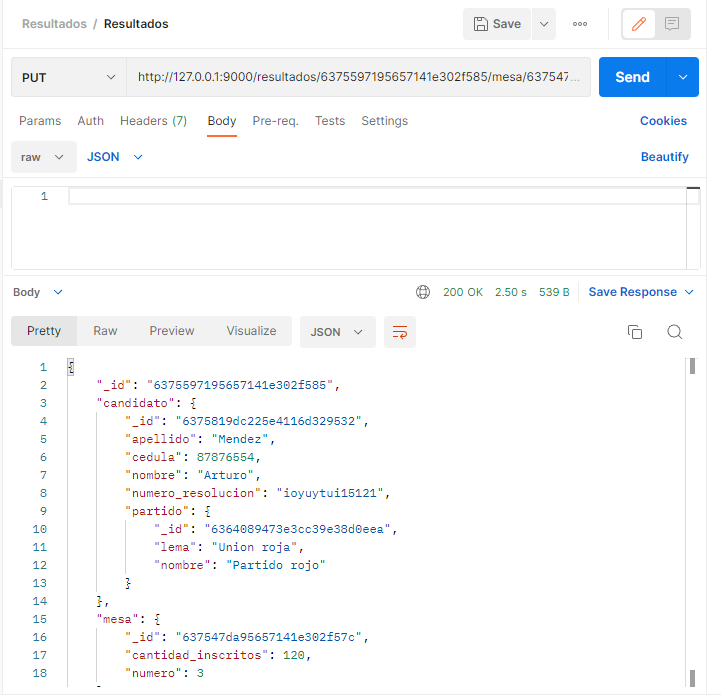 Resultados / Resultados
Save
PUT
http://127.0.0.1:9000/resultados/6375597195657141e302f585/mesa/637547...
Send
Params Auth Headers (7) Body Pre-req. Tests Settings Cookies
raw JSON Beautify
1
Body 200 OK 2.50 s 539 B Save Response
Pretty Raw Preview Visualize JSON
1 {
2 "_id": "6375597195657141e302f585",
3 "candidato": {
4 "_id": "6375819dc225e4116d329532",
5 "apellido": "Mendez",
6 "cedula": 87876554,
7 "nombre": "Arturo",
8 "numero_resolucion": "ioyuytui15121",
9 "partido": {
10 "_id": "6364089473e3cc39e38d0eea",
11 "lema": "Union roja",
12 "nombre": "Partido rojo"
13 }
14 },
15 "mesa": {
16 "_id": "637547da95657141e302f57c",
17 "cantidad_inscritos": 120,
18 "numero": 3